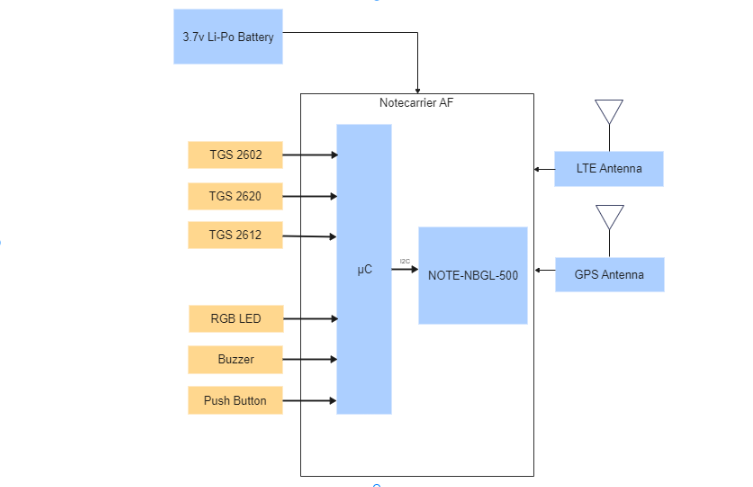 3.7v Li-Po Battery
Notecarrier AF
TGS 2602
TGS 2620
TGS 2612
RGB LED
Buzzer
Push Button
µC
I2C
NOTE-NBGL-500
LTE Antenna
GPS Antenna